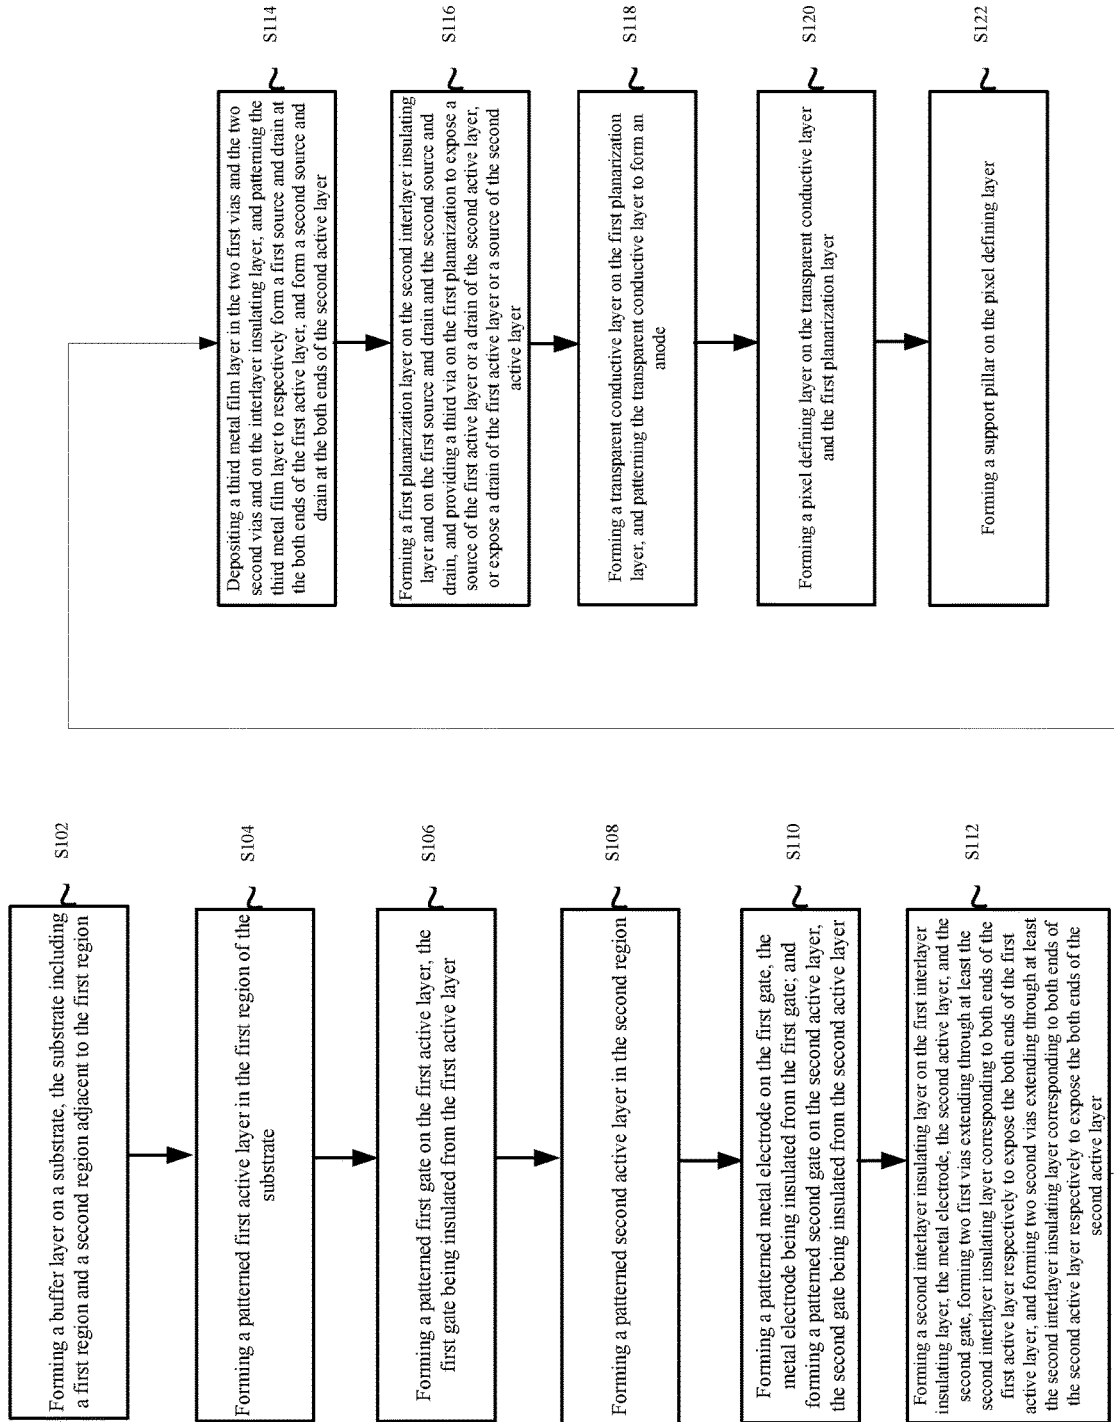 Forming a buffer layer on a substrate, the substrate including
a first region and a second region adjacent to the first region
S102
Forming a patterned first active layer in the first region of the
substrate
S104
Forming a patterned first gate on the first active layer, the
first gate being insulated from the first active layer
S106
Forming a patterned second active layer in the second region
S108
Forming a patterned metal electrode on the first gate, the
metal electrode being insulated from the first gate; and
forming a patterned second gate on the second active layer,
the second gate being insulated from the second active layer
S110
Forming a second interlayer insulating layer on the first interlayer
insulating layer, the metal electrode, the second active layer, and the
second gate, forming two first vias extending through at least the
second interlayer insulating layer corresponding to both ends of the
first active layer respectively to expose the both ends of the first
active layer, and forming two second vias extending through at least
the second interlayer insulating layer corresponding to both ends of
the second active layer respectively to expose the both ends of the
second active layer
S112
Depositing a third metal film layer in the two first vias and the two
second vias and on the interlayer insulating layer, and patterning the
third metal film layer to respectively form a first source and drain at
the both ends of the first active layer, and form a second source and
drain at the both ends of the second active layer
S114
Forming a first planarization layer on the second interlayer insulating
layer and on the first source and drain and the second source and
drain, and providing a third via on the first planarization to expose a
source of the first active layer or a drain of the second active layer,
or expose a drain of the first active layer or a source of the second
active layer
S116
Forming a transparent conductive layer on the first planarization
layer, and patterning the transparent conductive layer to form an
anode
S118
Forming a pixel defining layer on the transparent conductive layer
and the first planarization layer
S120
Forming a support pillar on the pixel defining layer
S122